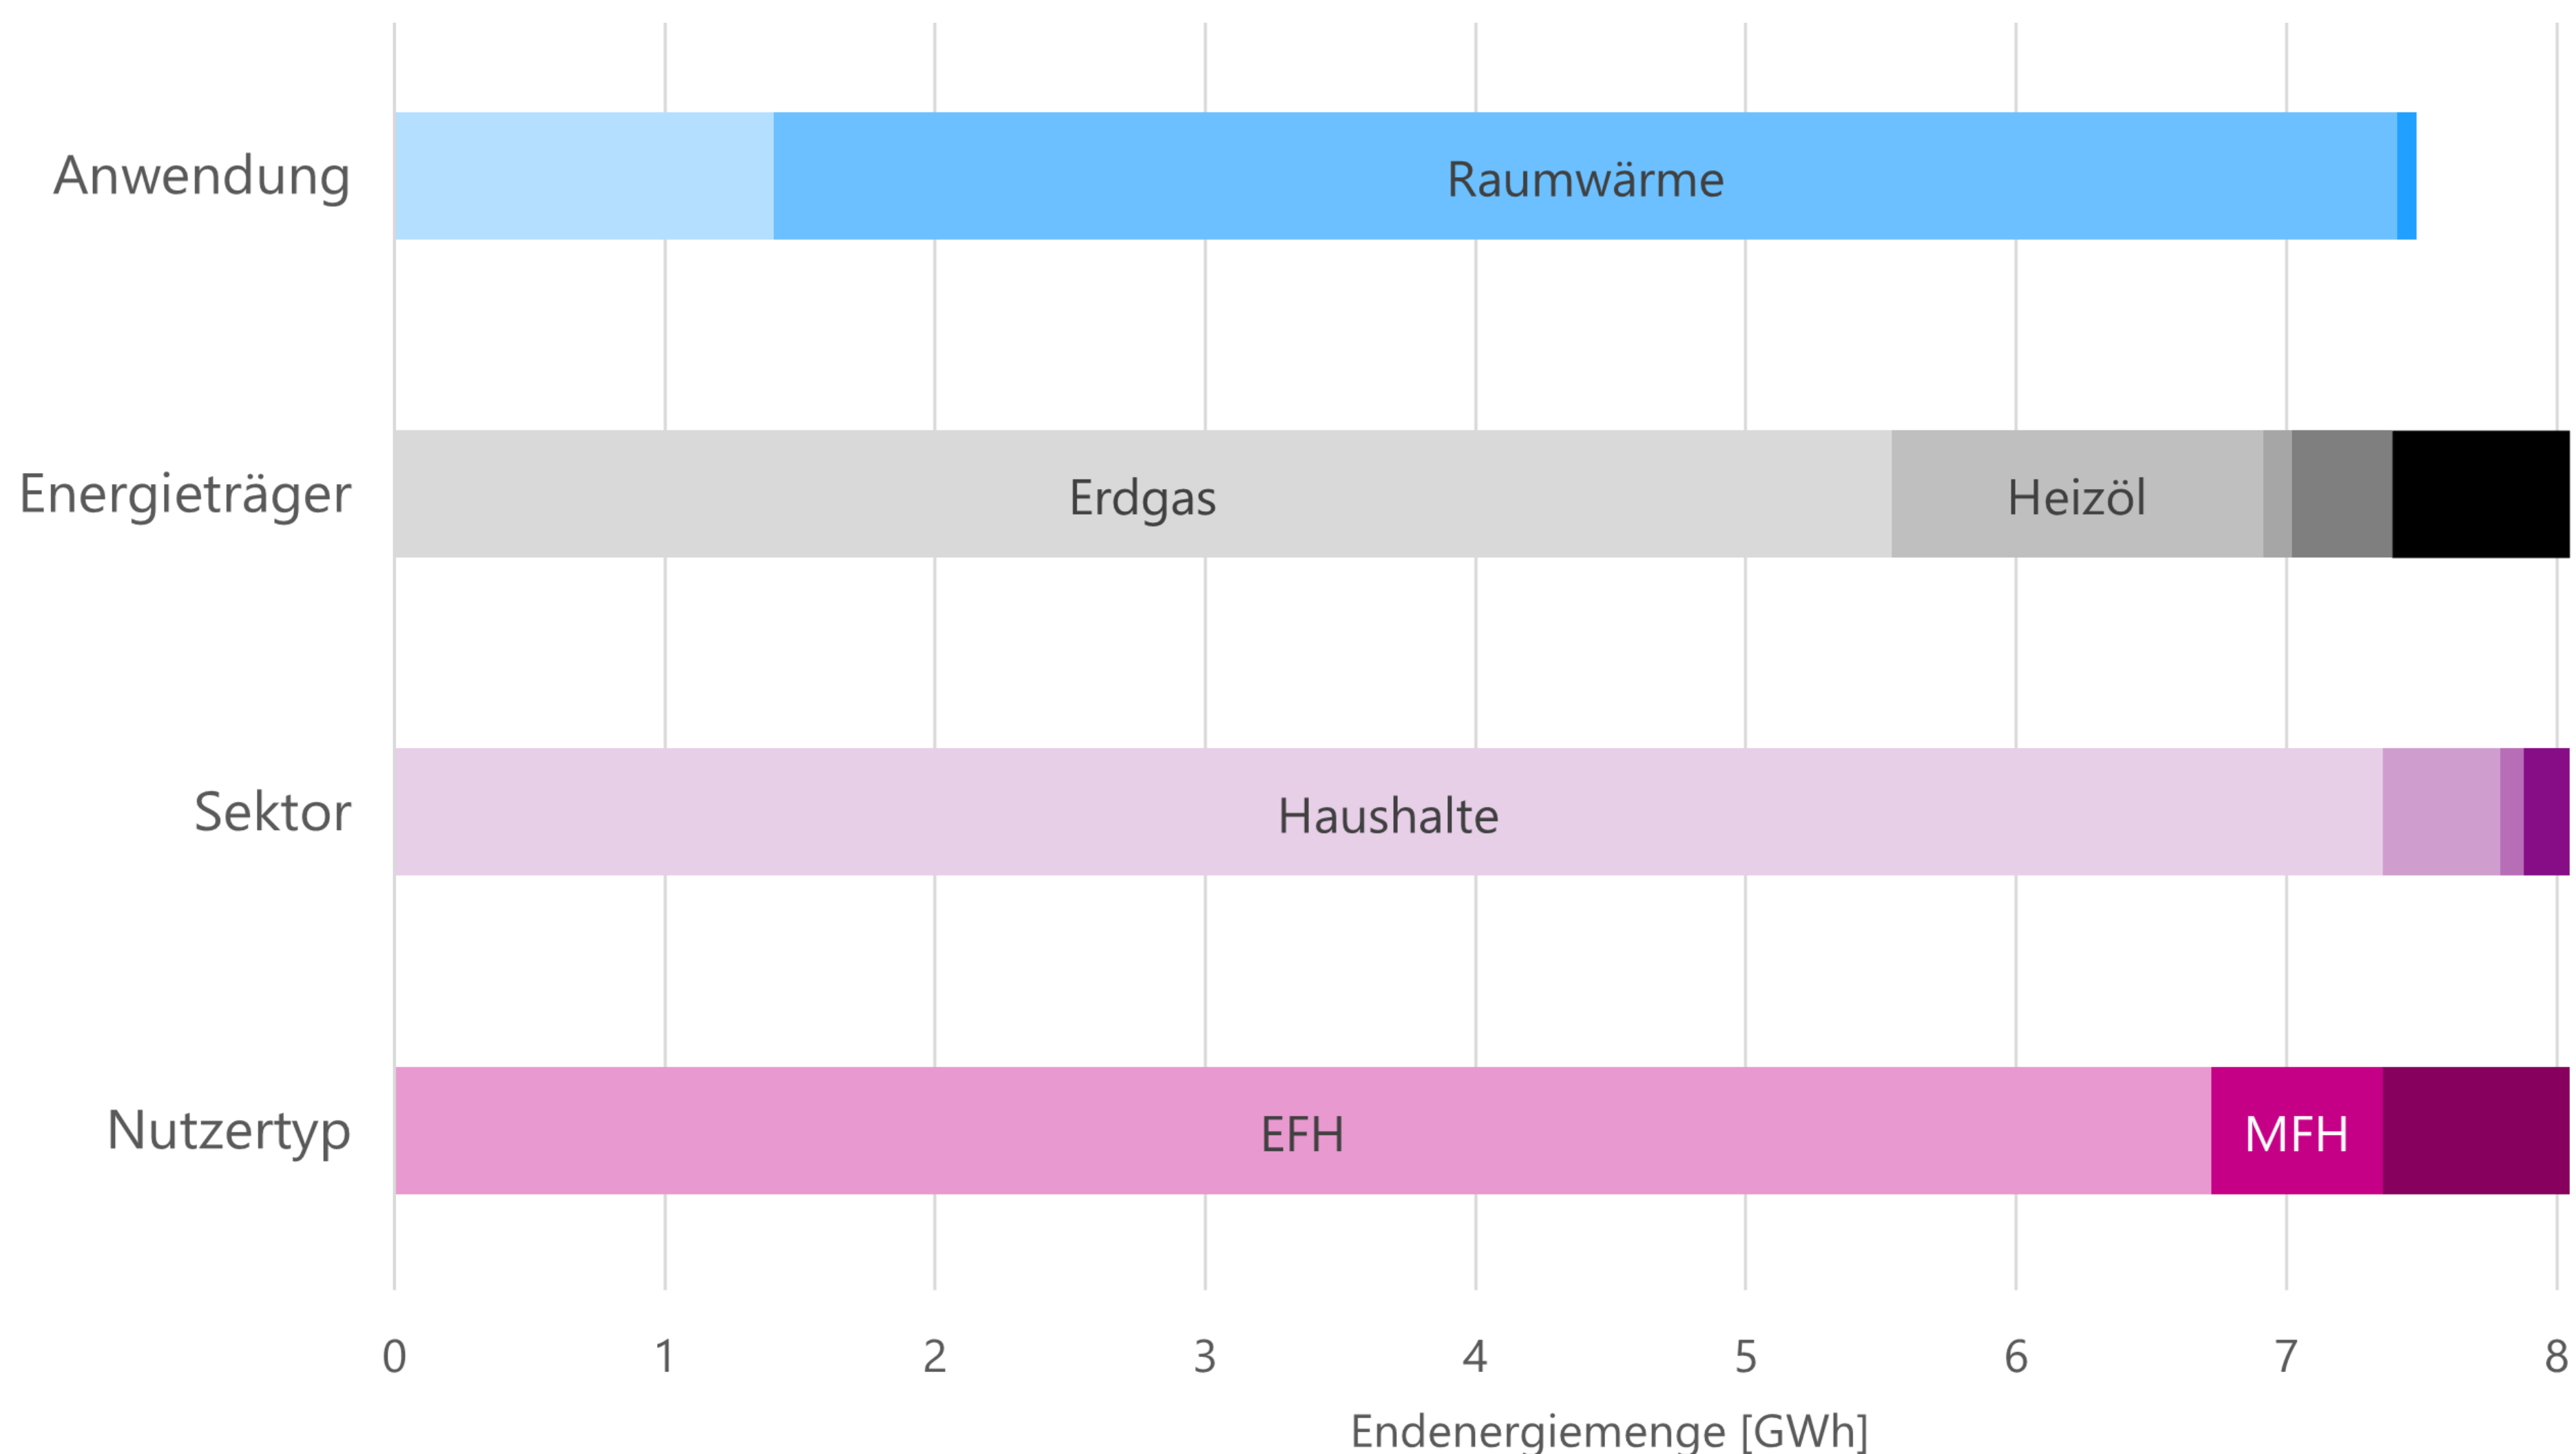 Anwendung
Raumwärme
Energieträger
Erdgas
Heizöl
Sektor
Haushalte
Nutzertyp
EFH
MFH
0 1 2 3 4 5 6 7 8
Endenergiemenge [GWh]